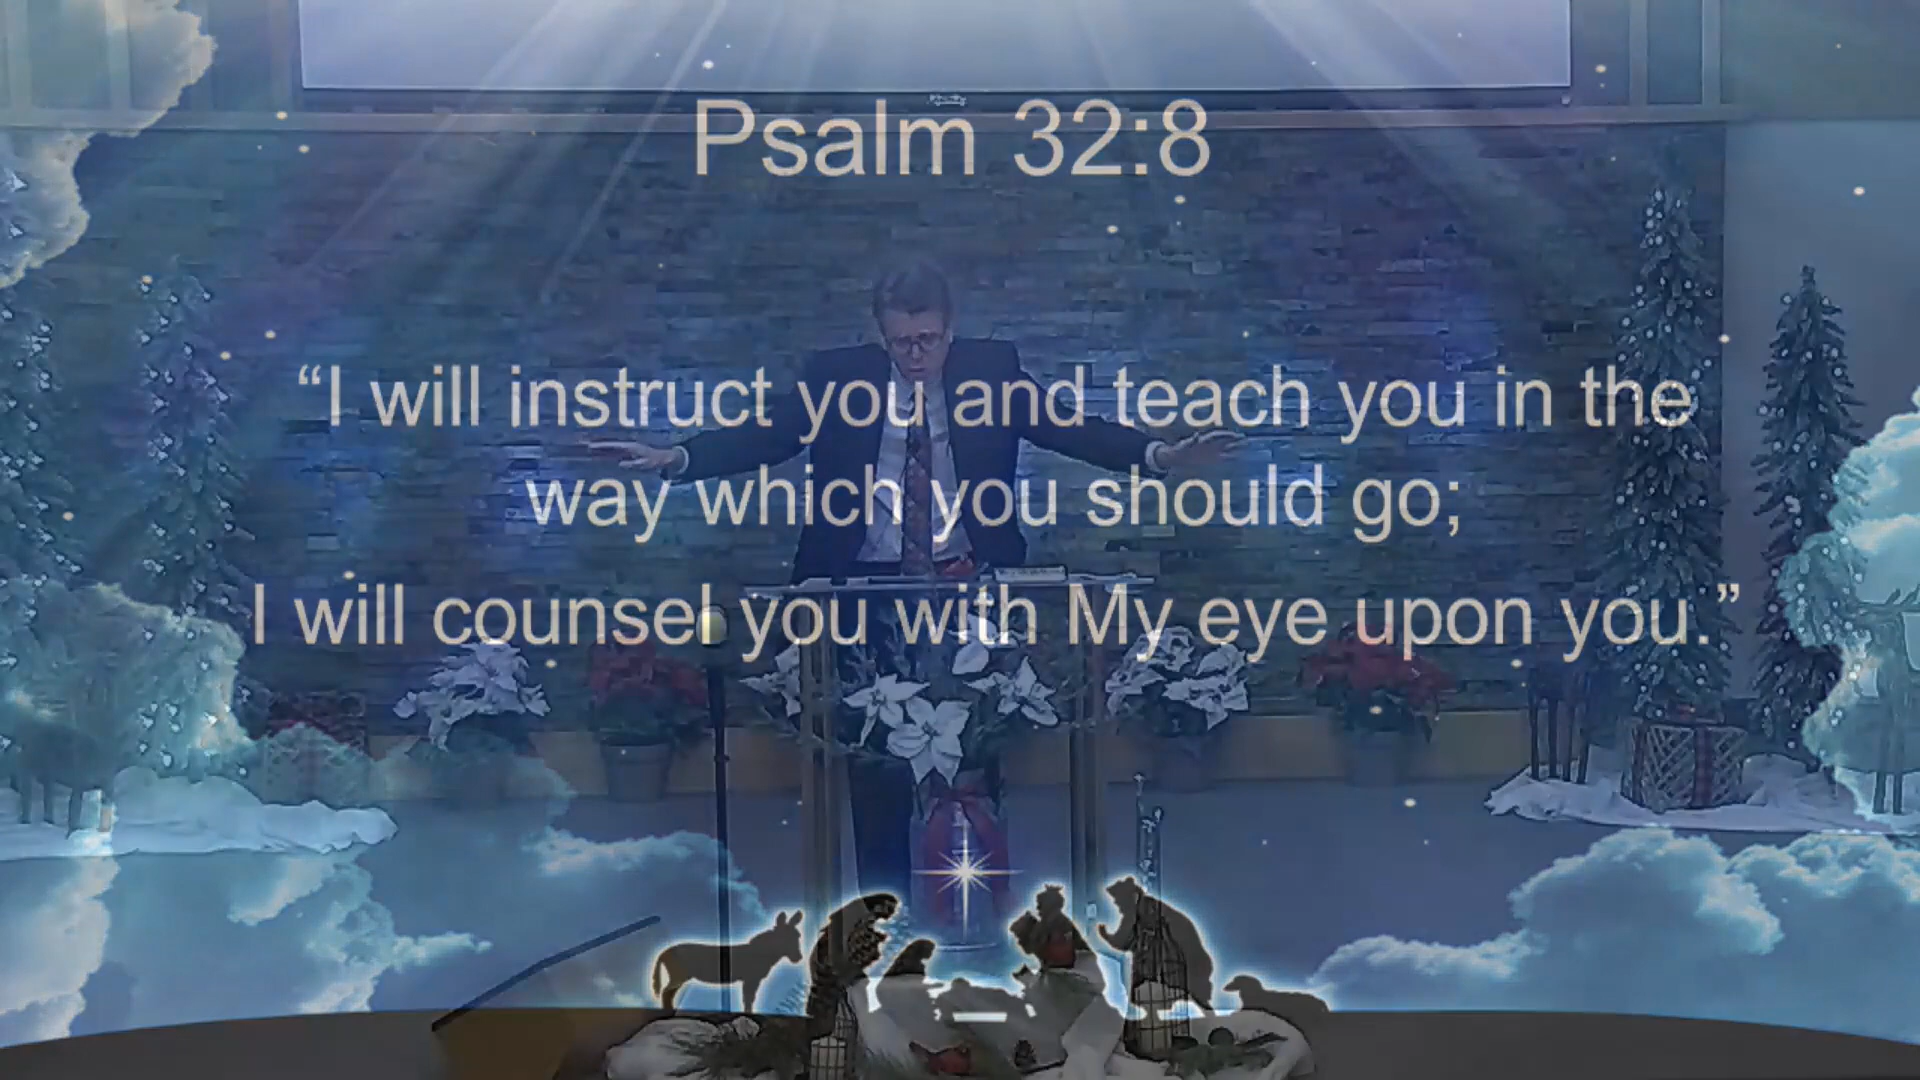 Psalm 32:8
“I will instruct you and teach you in the
way which you should go;
I will counsel you with My eye upon you.”